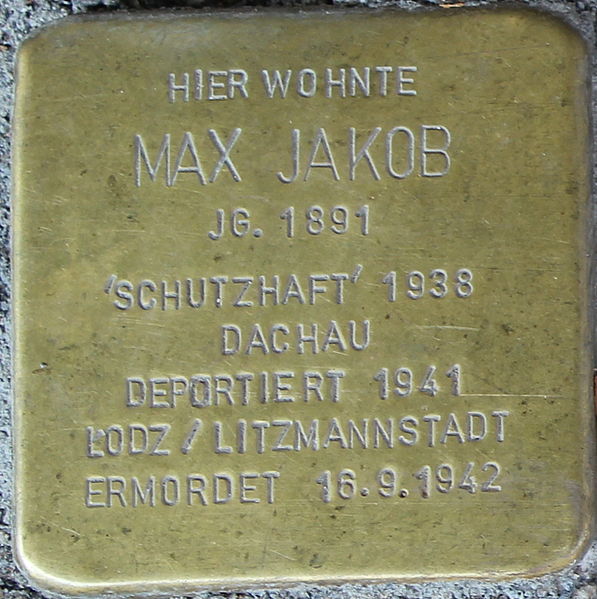 HIER WOHNTE
MAX JAKOB
JG. 1891
'SCHUTZHAFT' 1938
DACHAU
DEPORTIERT 1941
ŁODZ / LITZMANNSTADT
ERMORDET 16.9.1942